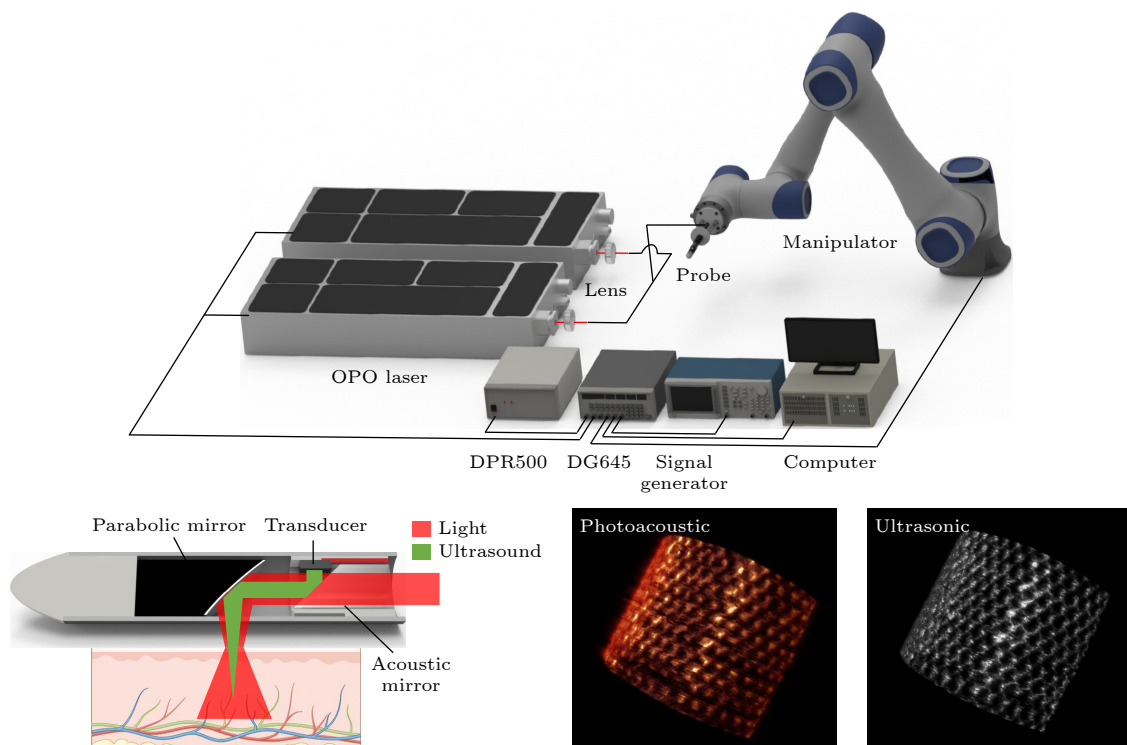 Manipulator
Probe
Lens
OPO laser
DPR500
DG645
Signal
generator
Computer
Parabolic mirror
Transducer
Light
Ultrasound
Acoustic
mirror
Photoacoustic
Ultrasonic